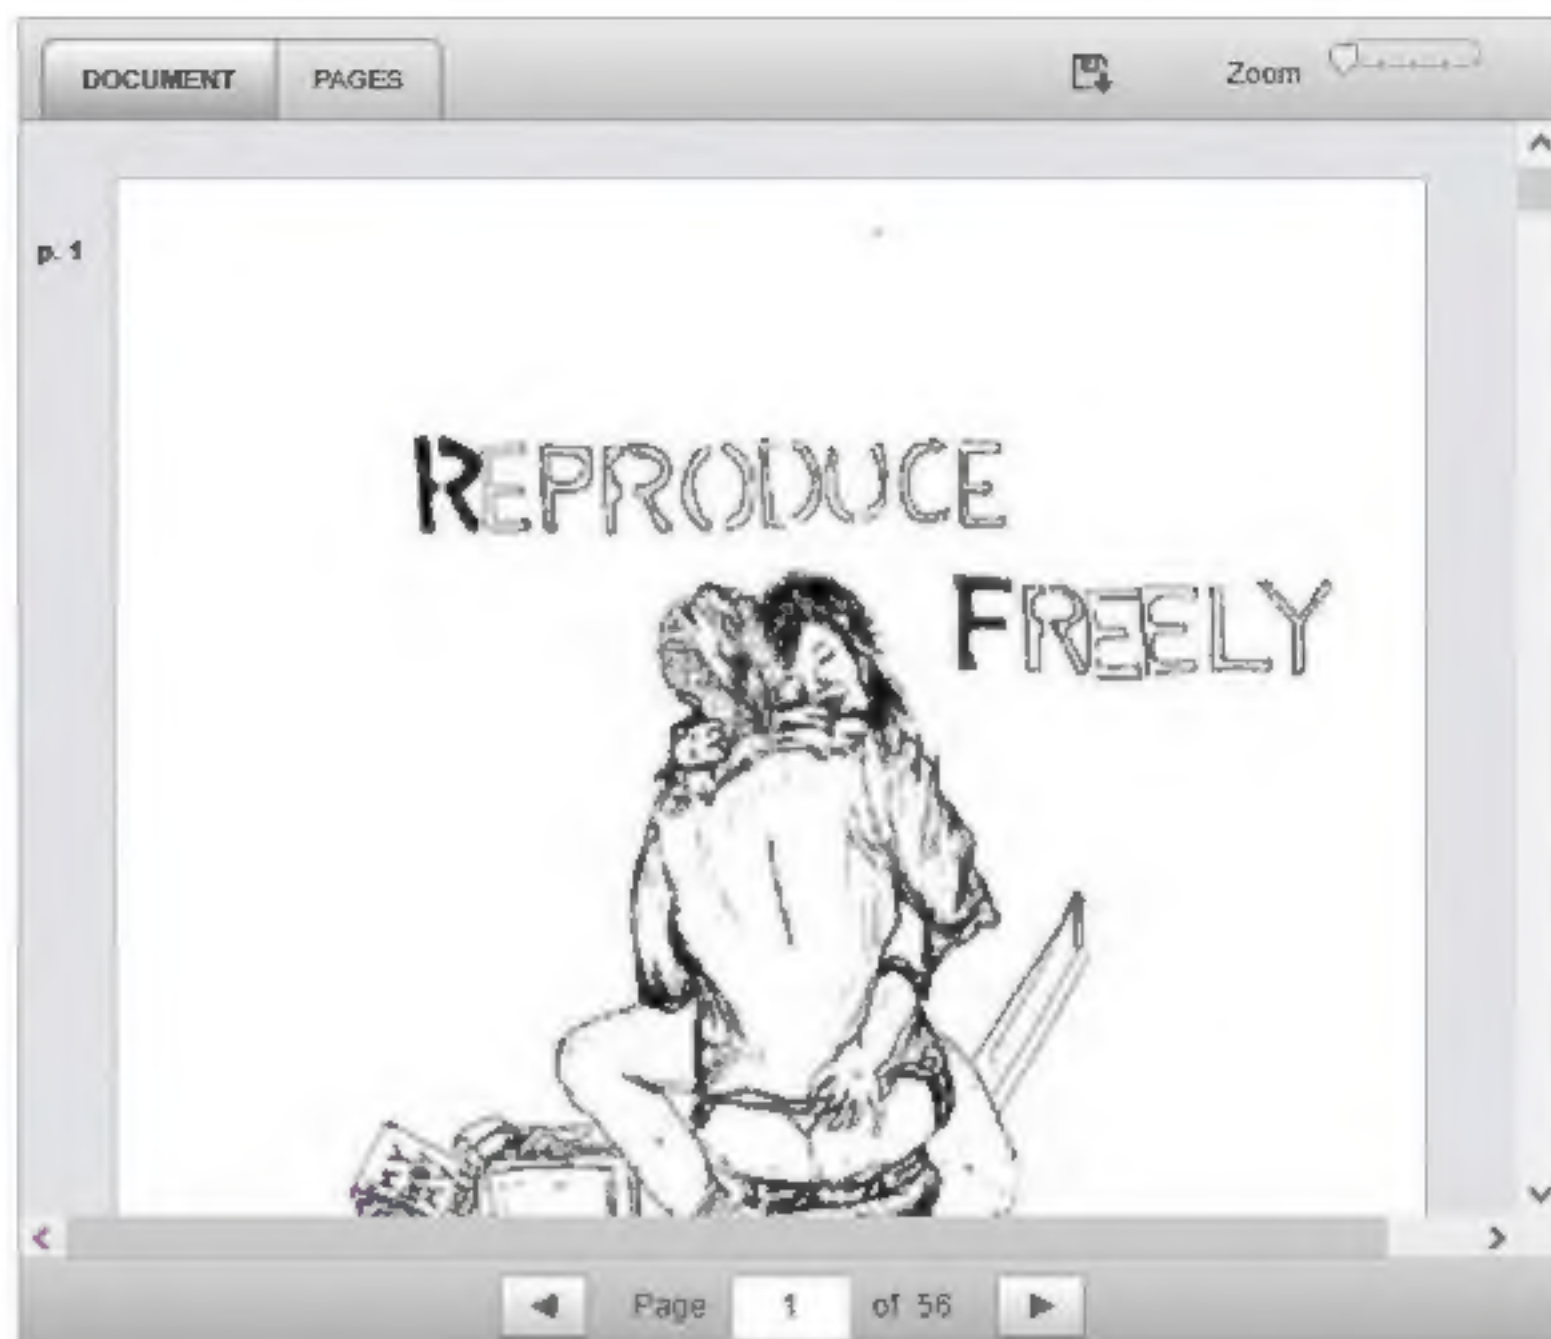 DOCUMENT PAGES Zoom
p. 1
REPRODUCE
FREELY
Page 1 of 56